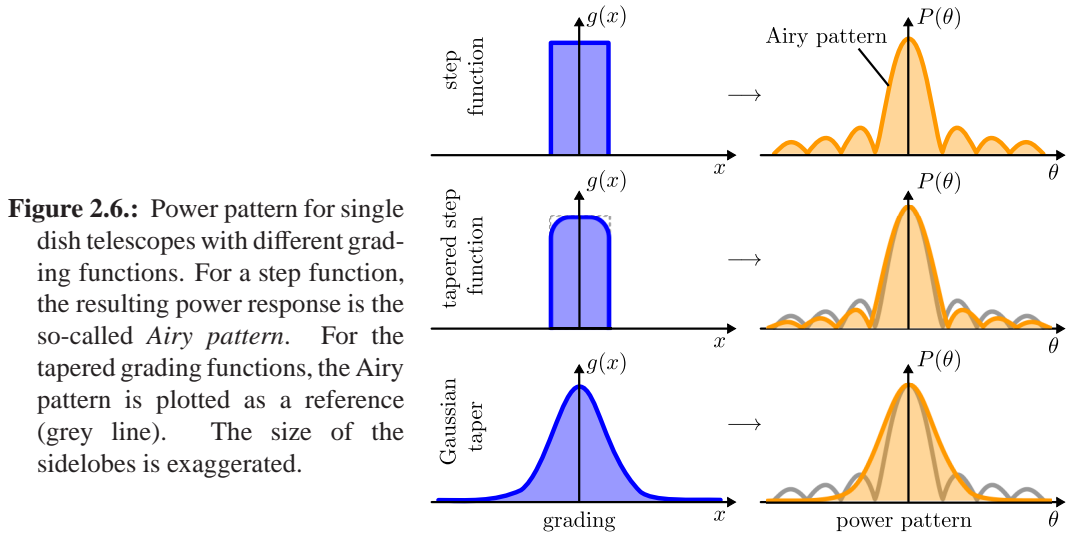 Figure 2.6.: Power pattern for single
dish telescopes with different grad-
ing functions. For a step function,
the resulting power response is the
so-called Airy pattern. For the
tapered grading functions, the Airy
pattern is plotted as a reference
(grey line). The size of the
sidelobes is exaggerated.
step
function
g(x)
x
→
Airy pattern
P(θ)
θ
tapered step
function
g(x)
x
→
P(θ)
θ
Gaussian
taper
g(x)
x
→
P(θ)
θ
grading
power pattern